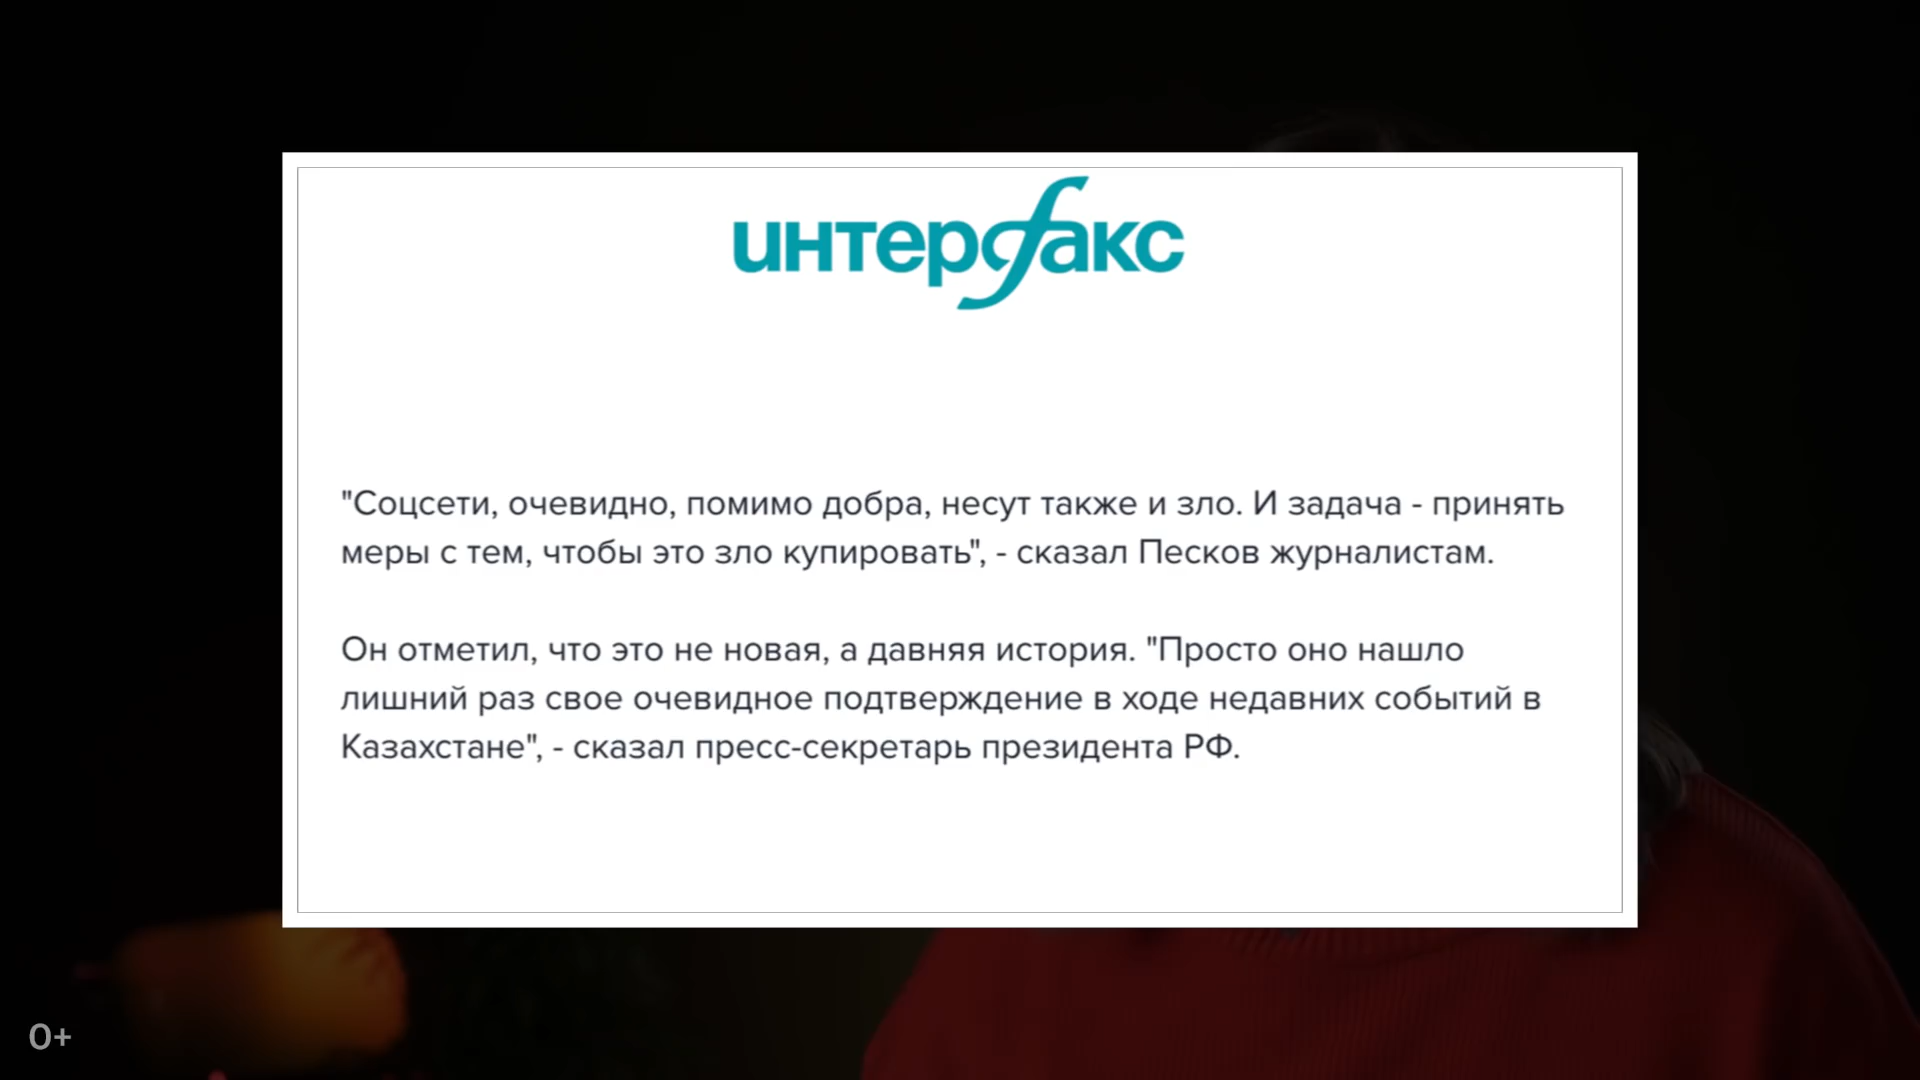 интерфакс
"Соцсети, очевидно, помимо добра, несут также и зло. И задача - принять
меры с тем, чтобы это зло купировать", - сказал Песков журналистам.
Он отметил, что это не новая, а давняя история. "Просто оно нашло
лишний раз свое очевидное подтверждение в ходе недавних событий в
Казахстане", - сказал пресс-секретарь президента РФ.
0+